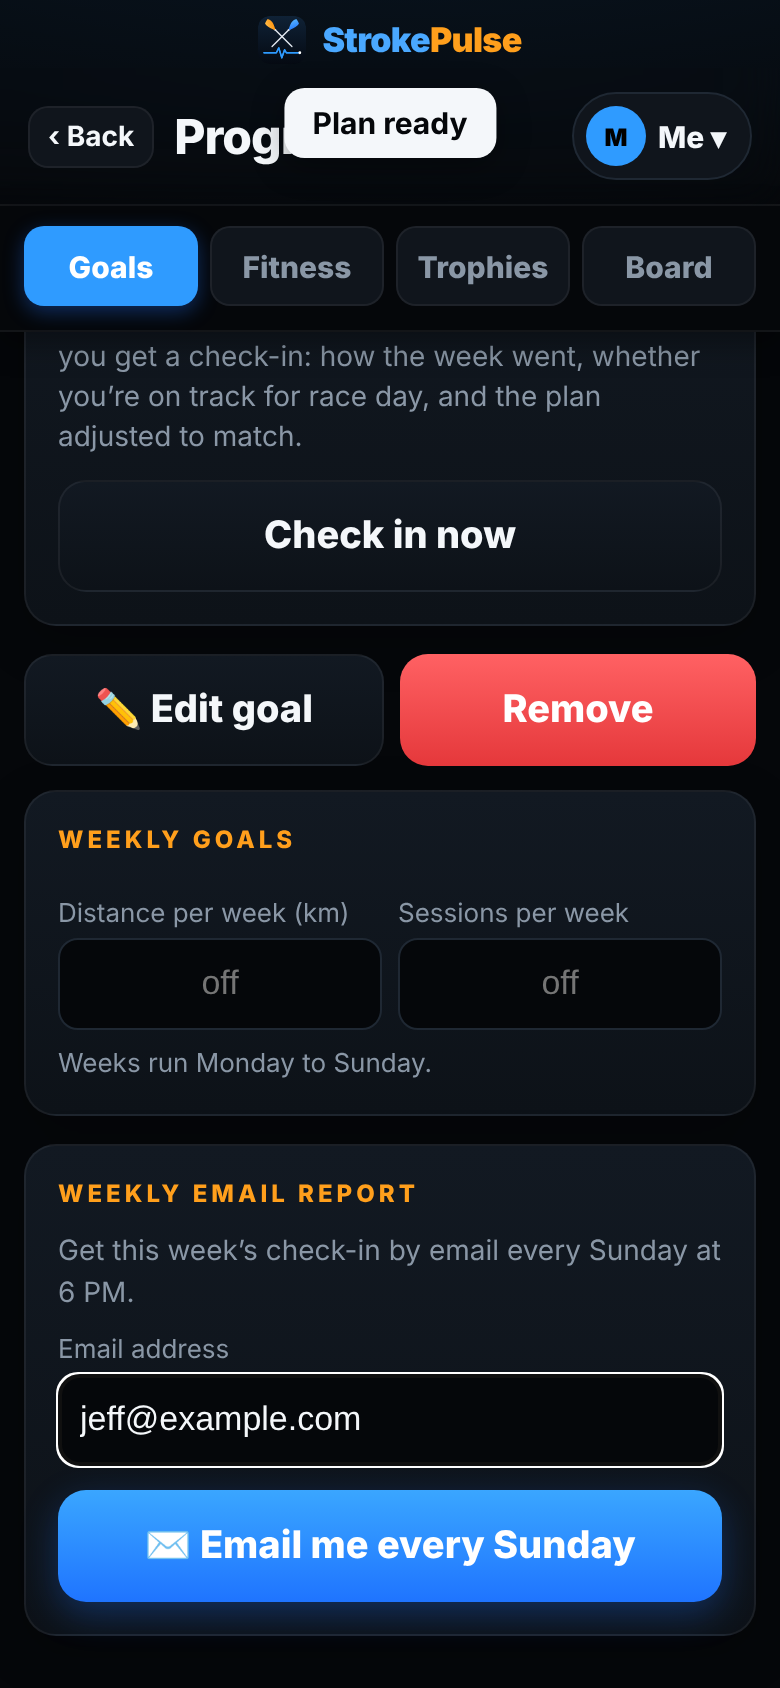 StrokePulse
‹ Back
Plan ready
M
Me ▾
Goals
Fitness
Trophies
Board
you get a check-in: how the week went, whether
you’re on track for race day, and the plan
adjusted to match.
Check in now
✏️ Edit goal
Remove
WEEKLY GOALS
Distance per week (km)
Sessions per week
off
off
Weeks run Monday to Sunday.
WEEKLY EMAIL REPORT
Get this week’s check-in by email every Sunday at
6 PM.
Email address
jeff@example.com
✉️ Email me every Sunday